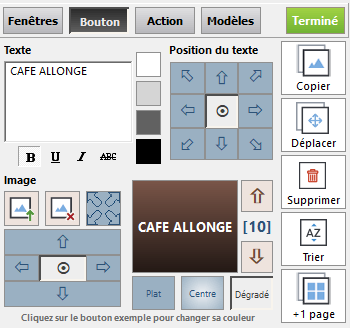 Fenêtres
Bouton
Action
Modèles
Terminé
Texte
Position du texte
CAFE ALLONGE
B U I ABC
Copier
Déplacer
Supprimer
AZ
Trier
+1 page
Image
CAFE ALLONGE
[10]
Plat
Centre
Dégradé
Cliquez sur le bouton exemple pour changer sa couleur